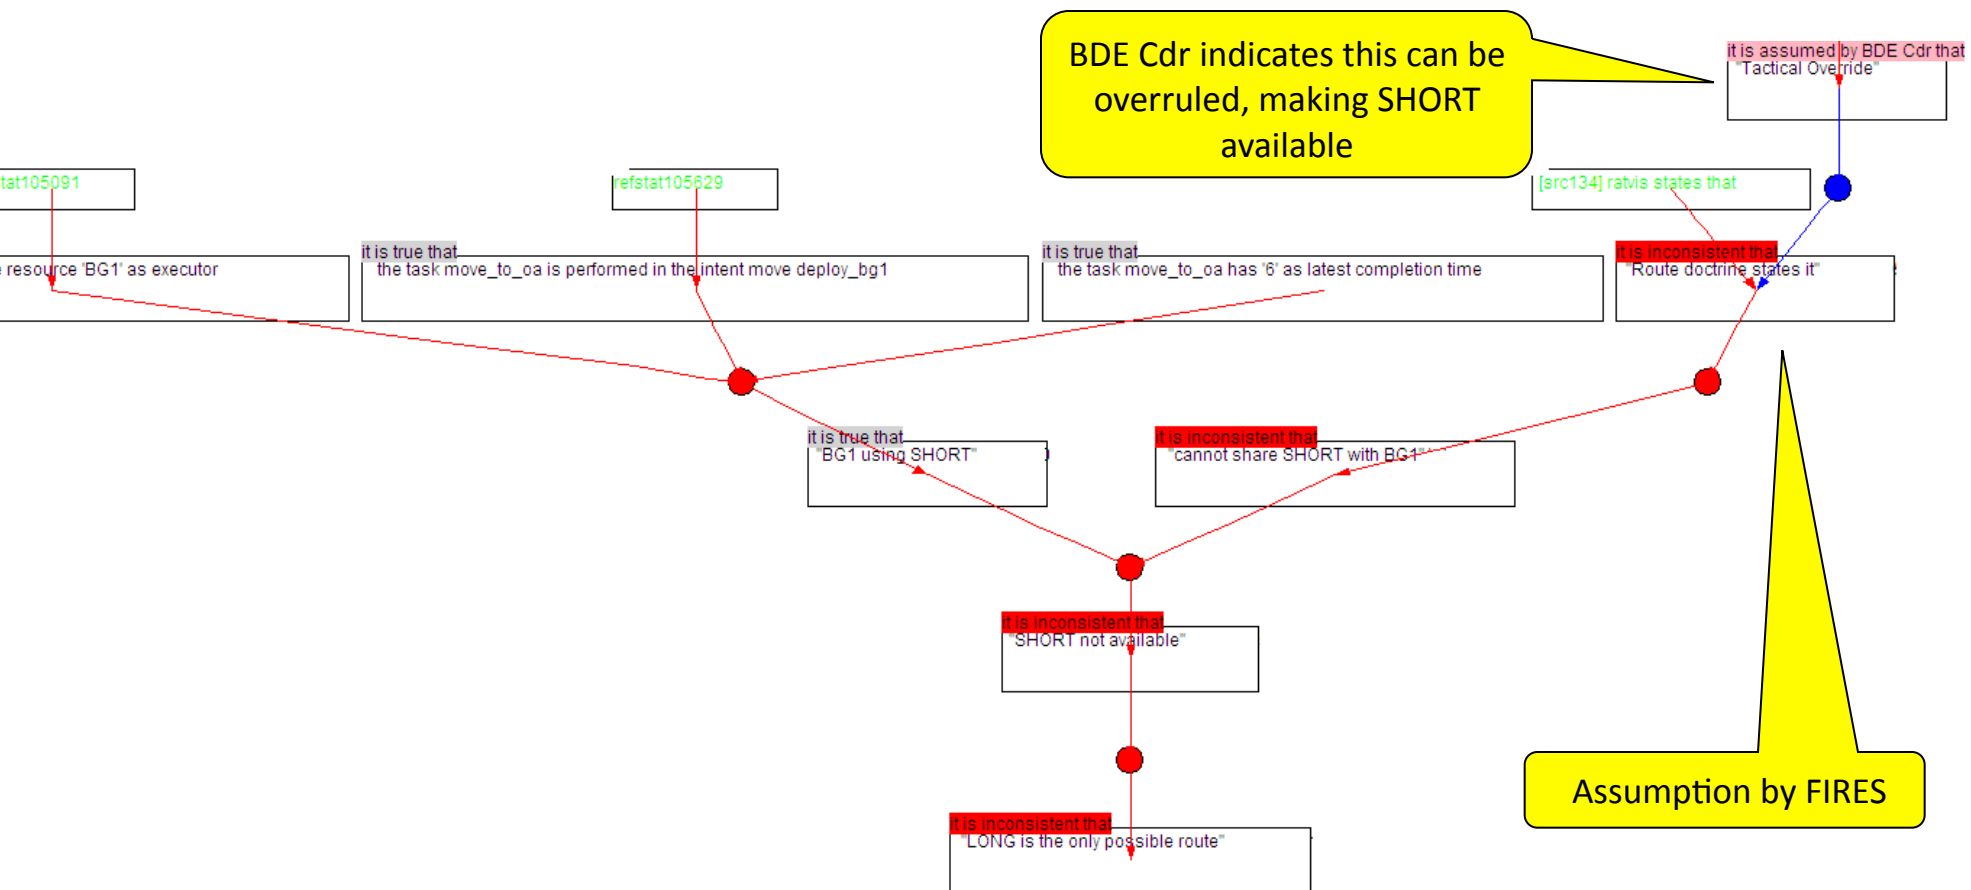 BDE Cdr indicates this can be
overruled, making SHORT
available
it is assumed by BDE Cdr that
"Tactical Override"
tat105091
refstat105629
[src134] ratvis states that
resource 'BG1' as executor
it is true that
the task move_to_oa is performed in the intent move deploy_bg1
it is true that
the task move_to_oa has '6' as latest completion time
it is inconsistent that
"Route doctrine states it"
it is true that
"BG1 using SHORT"
it is inconsistent that
"cannot share SHORT with BG1"
it is inconsistent that
"SHORT not available"
Assumption by FIRES
it is inconsistent that
"LONG is the only possible route"